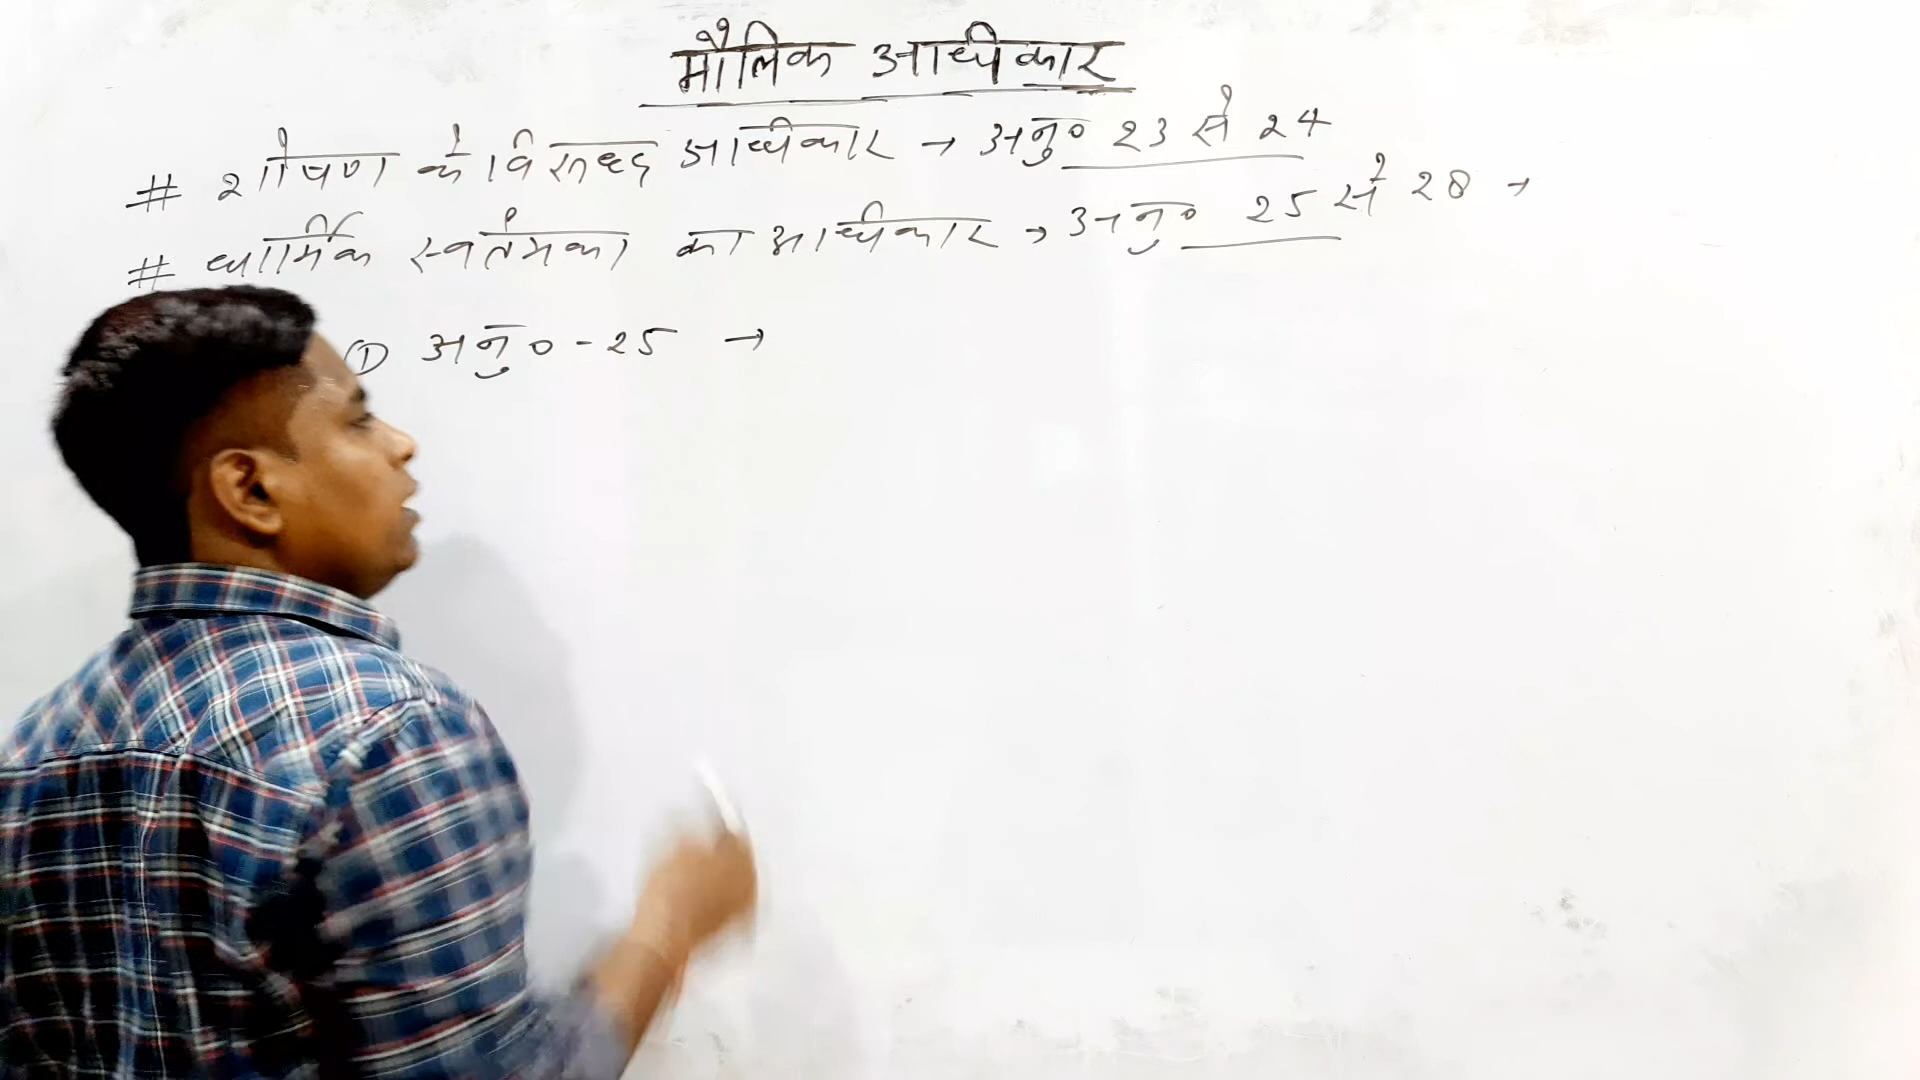 मौलिक अधिकार
# शोषण के विरुध्द अधिकार → अनु० 23 से 24
# धार्मिक स्वतंत्रता का अधिकार → अनु० 25 से 28 →
① अनु० - 25 →